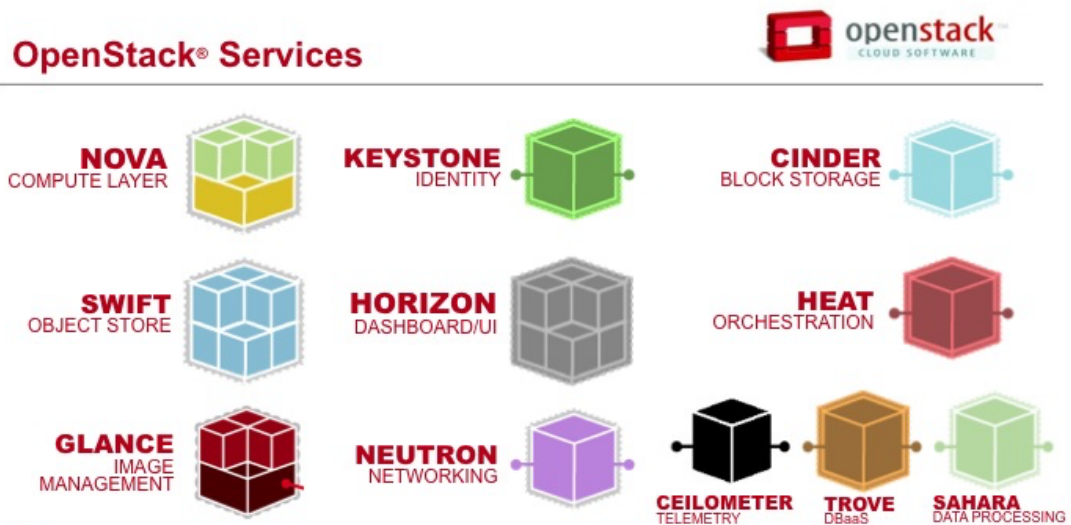 OpenStack® Services
openstack™
CLOUD SOFTWARE
NOVA
COMPUTE LAYER
KEYSTONE
IDENTITY
CINDER
BLOCK STORAGE
SWIFT
OBJECT STORE
HORIZON
DASHBOARD/UI
HEAT
ORCHESTRATION
GLANCE
IMAGE
MANAGEMENT
NEUTRON
NETWORKING
CEILOMETER
TELEMETRY
TROVE
DBaaS
SAHARA
DATA PROCESSING